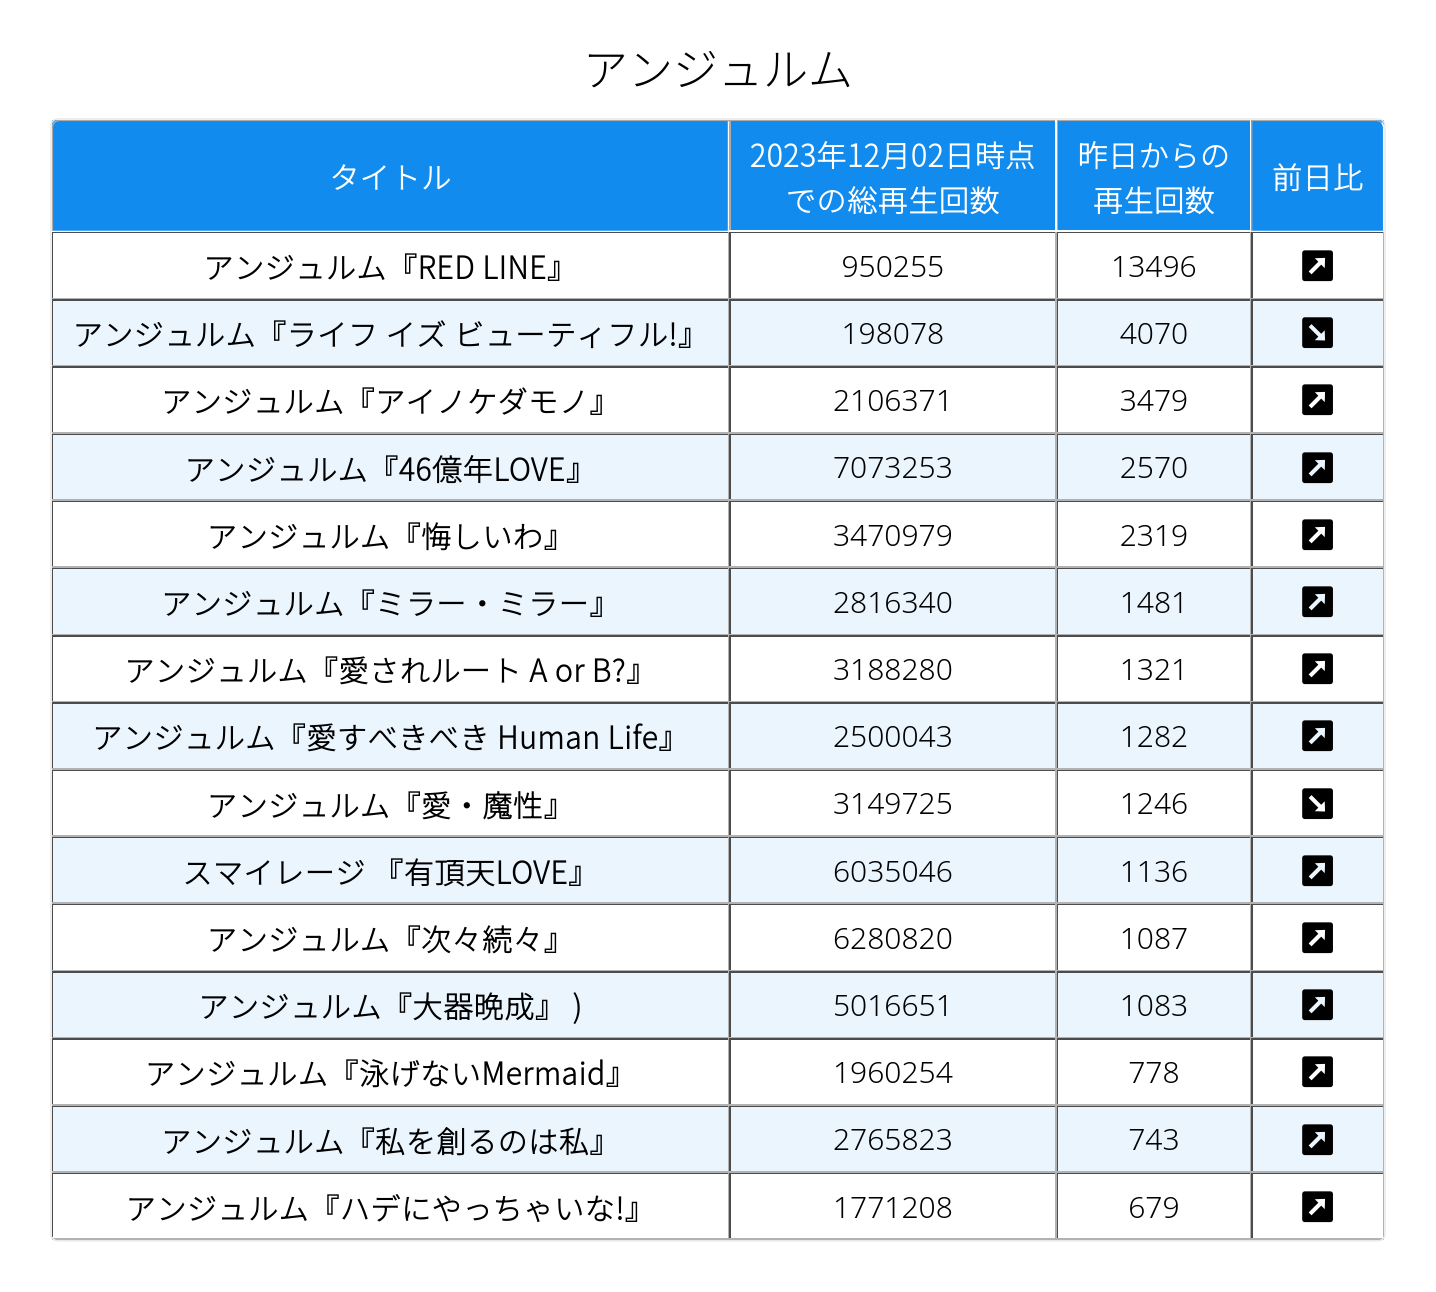 アンジュルム
タイトル
2023年12月02日時点
での総再生回数
昨日からの
再生回数
前日比
アンジュルム『RED LINE』 950255 13496 ↗
アンジュルム『ライフ イズ ビューティフル!』 198078 4070 ↘
アンジュルム『アイノケダモノ』 2106371 3479 ↗
アンジュルム『46億年LOVE』 7073253 2570 ↗
アンジュルム『悔しいわ』 3470979 2319 ↗
アンジュルム『ミラー・ミラー』 2816340 1481 ↗
アンジュルム『愛されルート A or B?』 3188280 1321 ↗
アンジュルム『愛すべきべき Human Life』 2500043 1282 ↗
アンジュルム『愛・魔性』 3149725 1246 ↘
スマイレージ 『有頂天LOVE』 6035046 1136 ↗
アンジュルム『次々続々』 6280820 1087 ↗
アンジュルム『大器晩成』 ) 5016651 1083 ↗
アンジュルム『泳げないMermaid』 1960254 778 ↗
アンジュルム『私を創るのは私』 2765823 743 ↗
アンジュルム『ハデにやっちゃいな!』 1771208 679 ↗